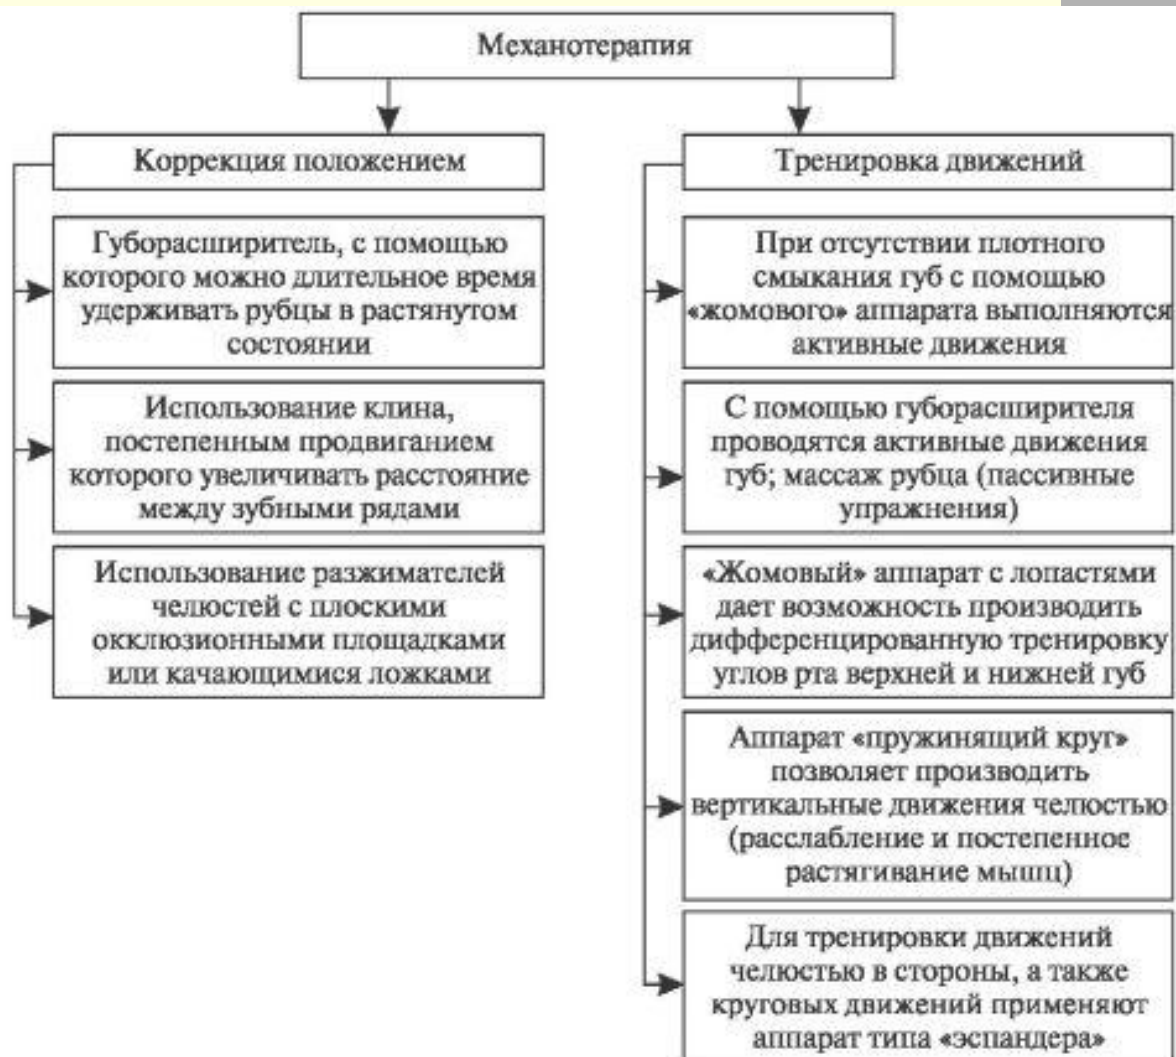 Механотерапия
Коррекция положением
Губорасширитель, с помощью
которого можно длительное время
удерживать рубцы в растянутом
состоянии
Использование клина,
постепенным продвиганием
которого увеличивать расстояние
между зубными рядами
Использование разжимателей
челюстей с плоскими
окклюзионными площадками
или качающимися ложками
Тренировка движений
При отсутствии плотного
смыкания губ с помощью
«жомового» аппарата выполняются
активные движения
С помощью губорасширителя
проводятся активные движения
губ; массаж рубца (пассивные
упражнения)
«Жомовый» аппарат с лопастями
дает возможность производить
дифференцированную тренировку
углов рта верхней и нижней губ
Аппарат «пружинящий круг»
позволяет производить
вертикальные движения челюстью
(расслабление и постепенное
растягивание мышц)
Для тренировки движений
челюстью в стороны, а также
круговых движений применяют
аппарат типа «эспандера»